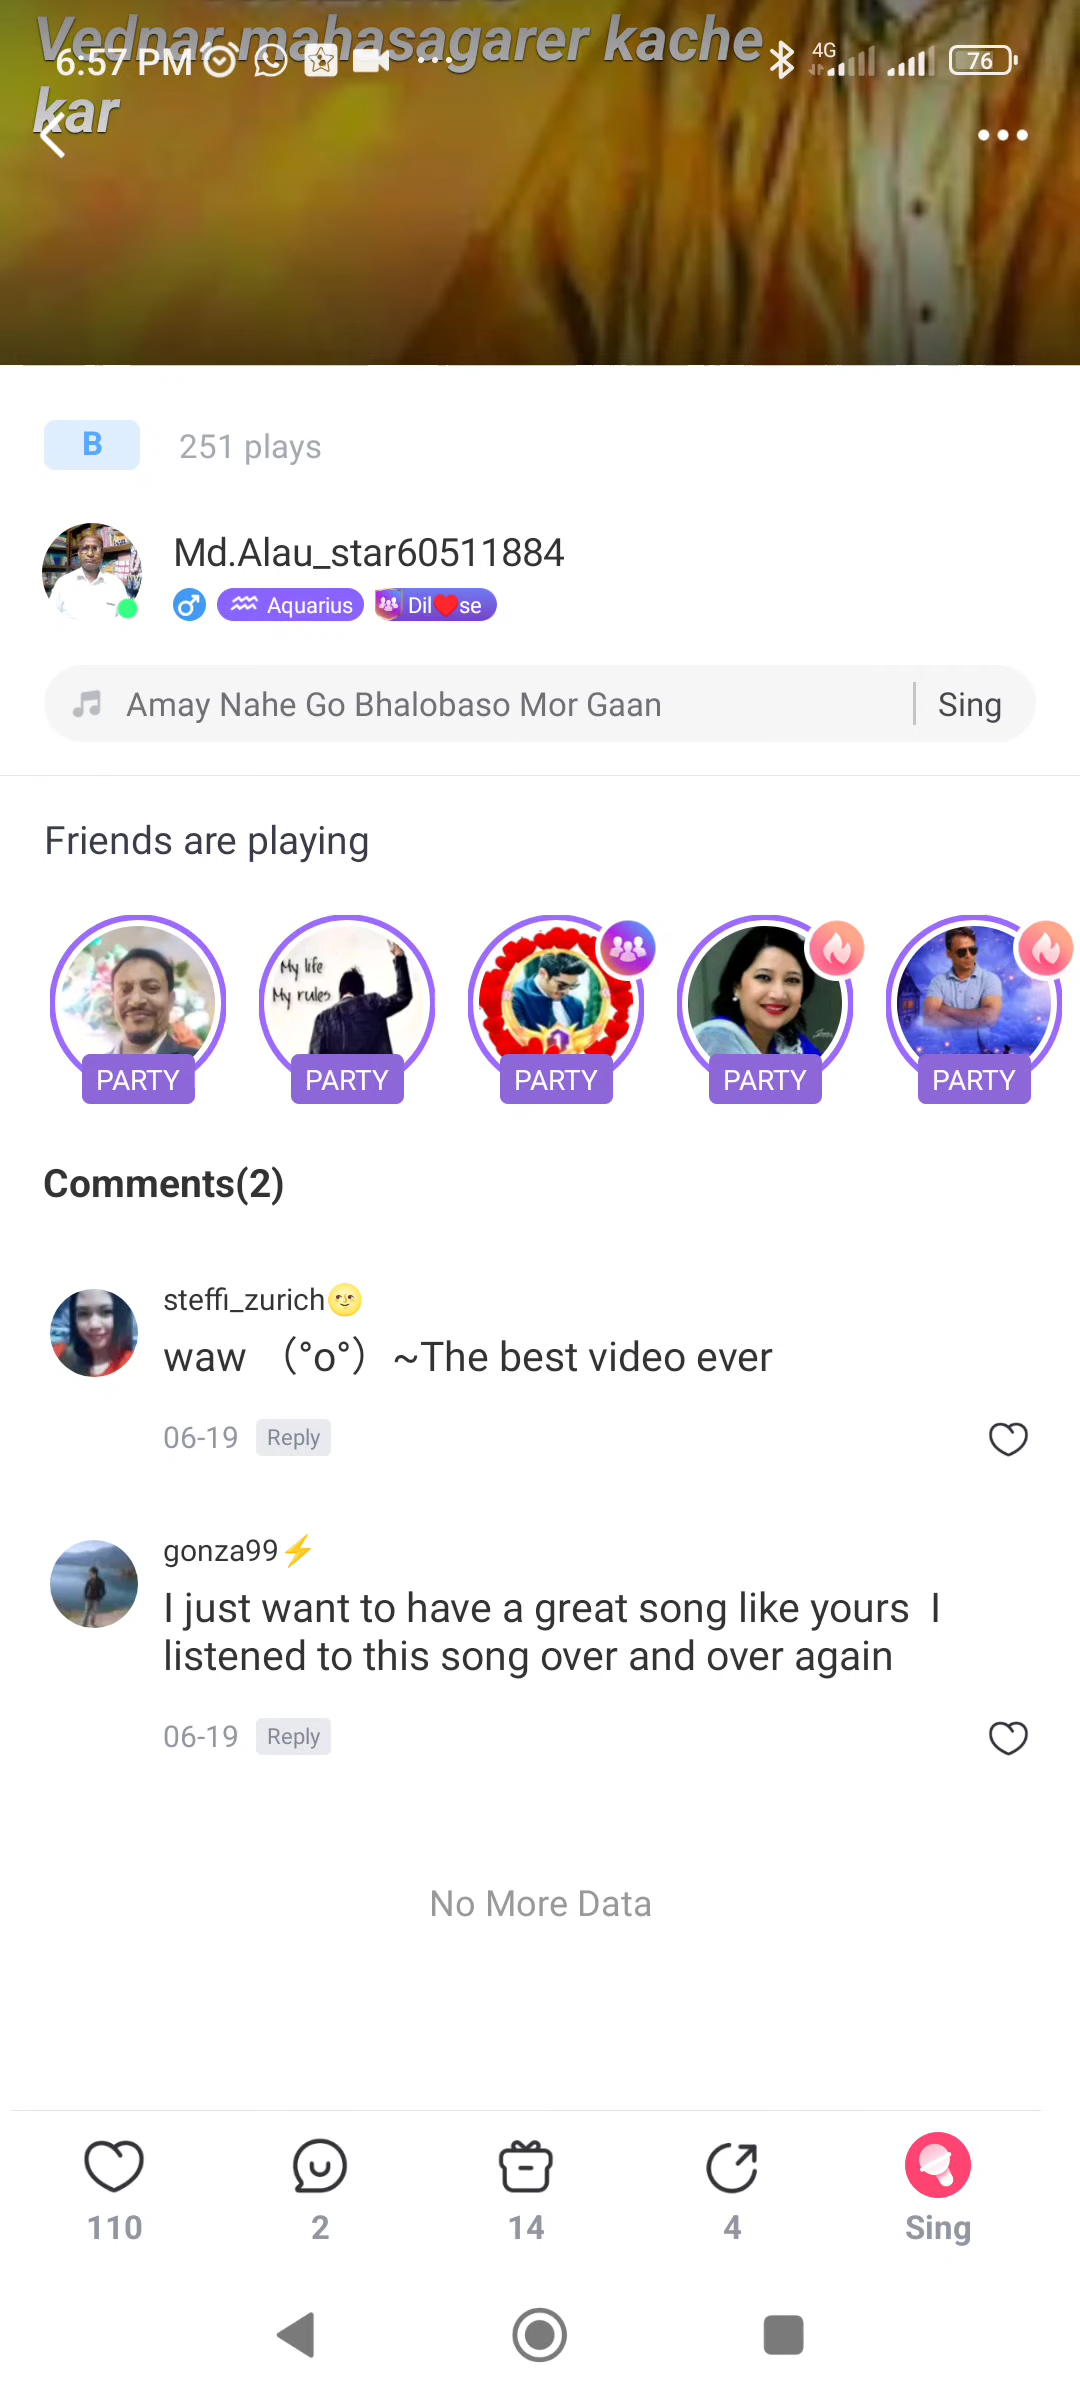 Vednar mahasagarer kache
6:57 PM
4G
76
kar
B
251 plays
Md.Alau_star60511884
Aquarius
Dil❤️se
Amay Nahe Go Bhalobaso Mor Gaan
Sing
Friends are playing
My life
My rules
1
PARTY
PARTY
PARTY
PARTY
PARTY
Comments(2)
steffi_zurich🌝
waw （°o°）~The best video ever
06-19
Reply
gonza99⚡
I just want to have a great song like yours  I
listened to this song over and over again
06-19
Reply
No More Data
110
2
14
4
Sing